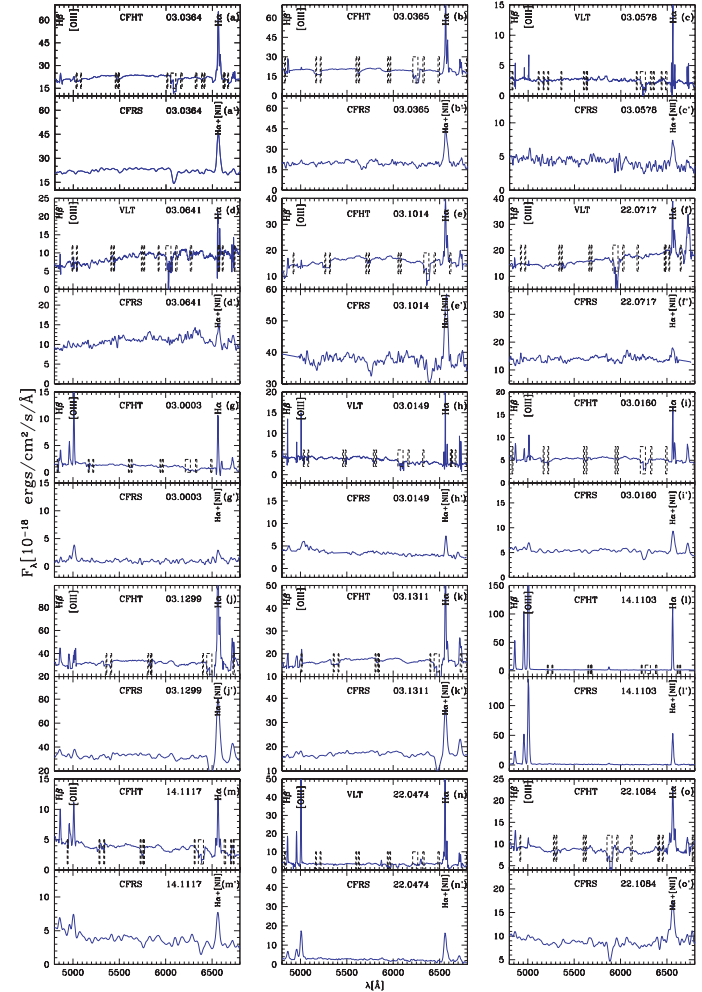 CFHT 03.0364 (a)
Hβ [OIII] Hα
CFRS 03.0364 (a')
Hα+[NII]
CFHT 03.0365 (b)
Hβ [OIII] Hα
CFRS 03.0365 (b')
Hα+[NII]
VLT 03.0578 (c)
Hβ [OIII] Hα
CFRS 03.0578 (c')
Hα+[NII]
VLT 03.0641 (d)
Hβ [OIII] Hα
CFRS 03.0641 (d')
Hα+[NII]
CFHT 03.1014 (e)
Hβ [OIII] Hα
CFRS 03.1014 (e')
Hα+[NII]
VLT 22.0717 (f)
Hβ [OIII] Hα
CFRS 22.0717 (f')
Hα+[NII]
CFHT 03.0003 (g)
Hβ [OIII] Hα
CFRS 03.0003 (g')
Hα+[NII]
VLT 03.0149 (h)
Hβ [OIII] Hα
CFRS 03.0149 (h')
Hα+[NII]
CFHT 03.0160 (i)
Hβ [OIII] Hα
CFRS 03.0160 (i')
Hα+[NII]
CFHT 03.1299 (j)
Hβ [OIII] Hα
CFRS 03.1299 (j')
Hα+[NII]
CFHT 03.1311 (k)
Hβ [OIII] Hα
CFRS 03.1311 (k')
Hα+[NII]
CFHT 14.1103 (l)
Hβ [OIII] Hα
CFRS 14.1103 (l')
Hα+[NII]
CFHT 14.1117 (m)
Hβ [OIII] Hα
CFRS 14.1117 (m')
Hα+[NII]
VLT 22.0474 (n)
Hβ [OIII] Hα
CFRS 22.0474 (n')
Hα+[NII]
CFHT 22.1084 (o)
Hβ [OIII] Hα
CFRS 22.1084 (o')
Hα+[NII]
Fλ[10⁻¹⁸ ergs/cm²/s/Å]
5000 5500 6000 6500
5000 5500 6000 6500
5000 5500 6000 6500
λ[Å]